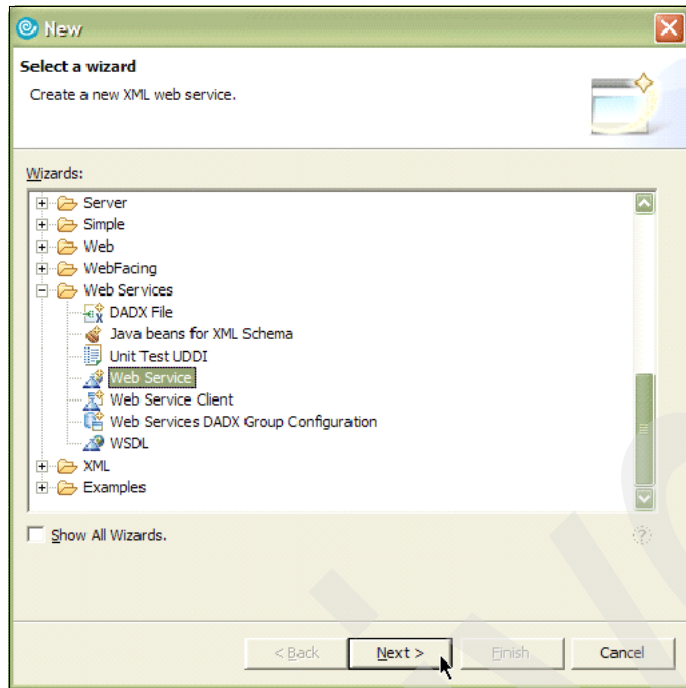 New
Select a wizard
Create a new XML web service.
Wizards:
Server
Simple
Web
WebFacing
Web Services
DADX File
Java beans for XML Schema
Unit Test UDDI
Web Service
Web Service Client
Web Services DADX Group Configuration
WSDL
XML
Examples
Show All Wizards.
< Back Next > Finish Cancel